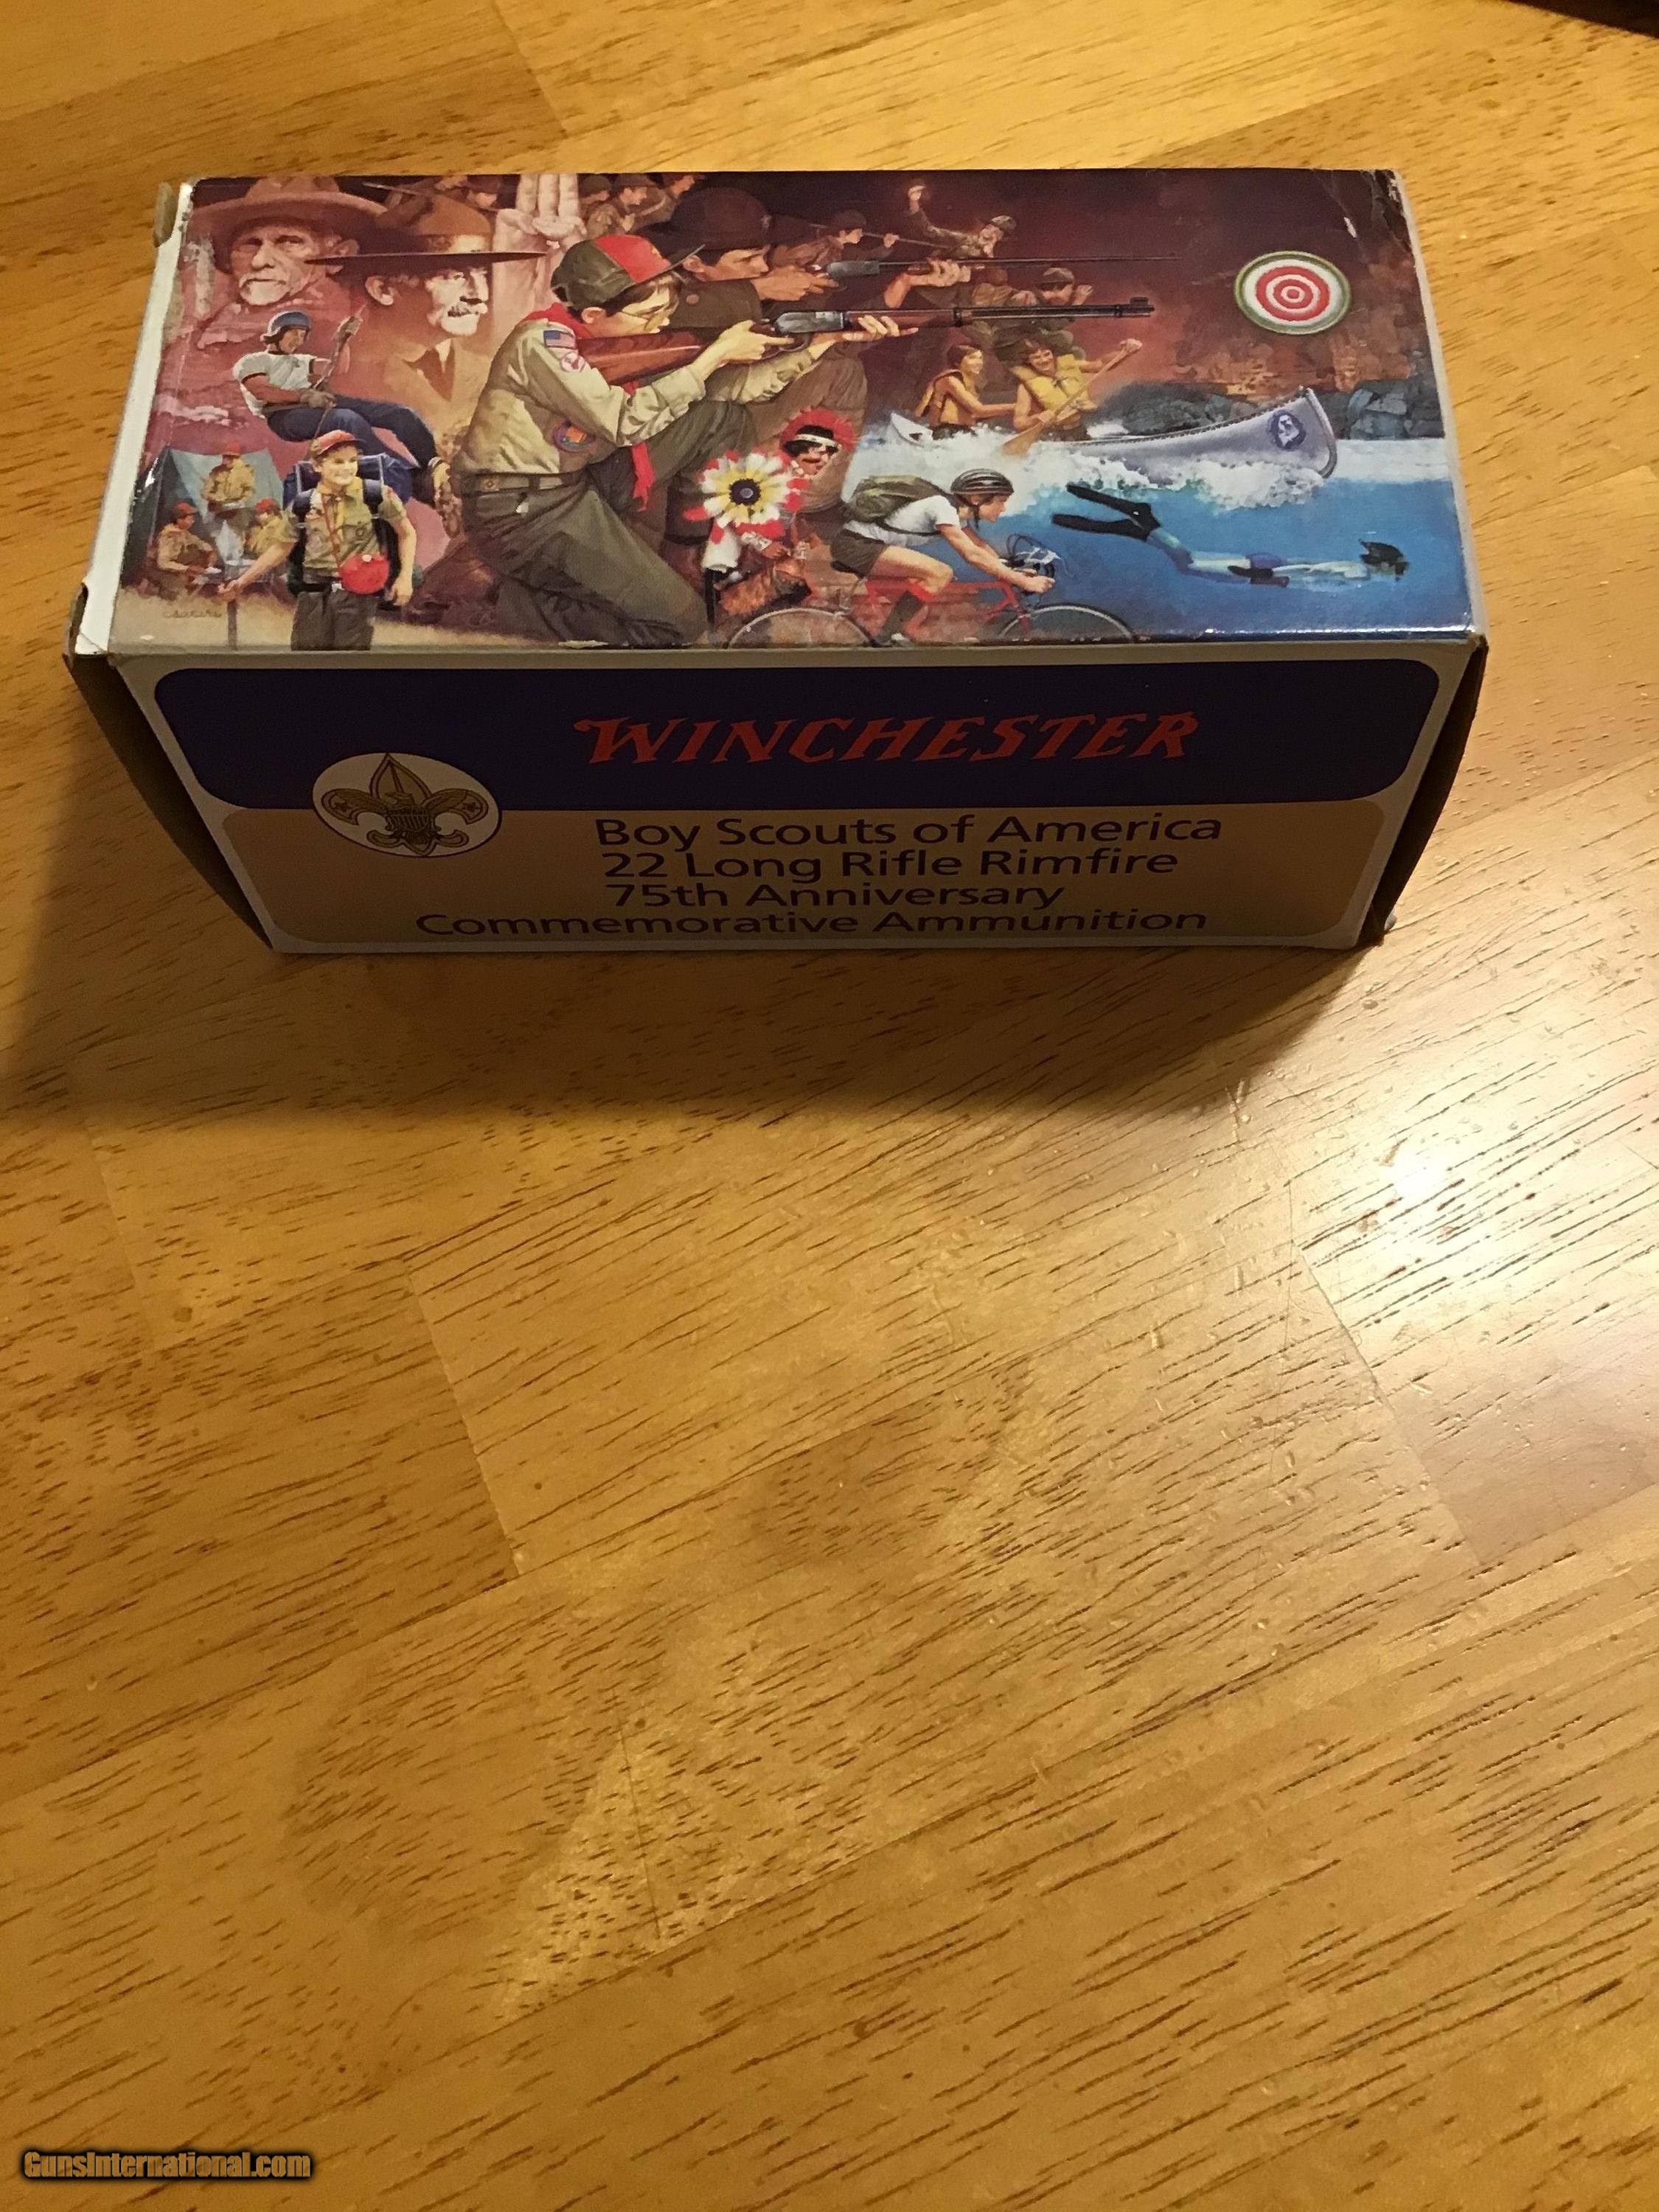 WINCHESTER
Boy Scouts of America
22 Long Rifle Rimfire
75th Anniversary
Commemorative Ammunition
GunsInternational.com